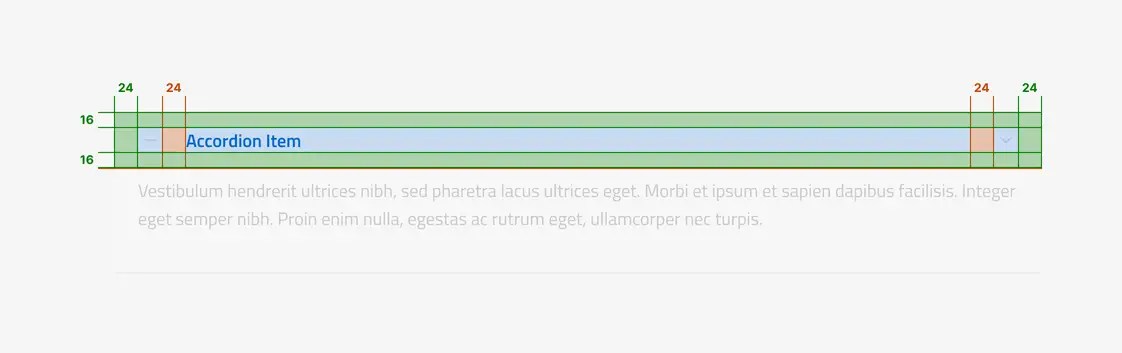 24 24 24 24
16
Accordion Item
16
Vestibulum hendrerit ultrices nibh, sed pharetra lacus ultrices eget. Morbi et ipsum et sapien dapibus facilisis. Integer
eget semper nibh. Proin enim nulla, egestas ac rutrum eget, ullamcorper nec turpis.